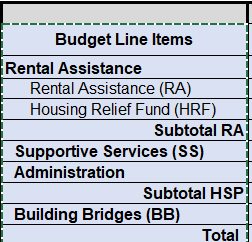 Budget Line Items
Rental Assistance
Rental Assistance (RA)
Housing Relief Fund (HRF)
Subtotal RA
Supportive Services (SS)
Administration
Subtotal HSP
Building Bridges (BB)
Total